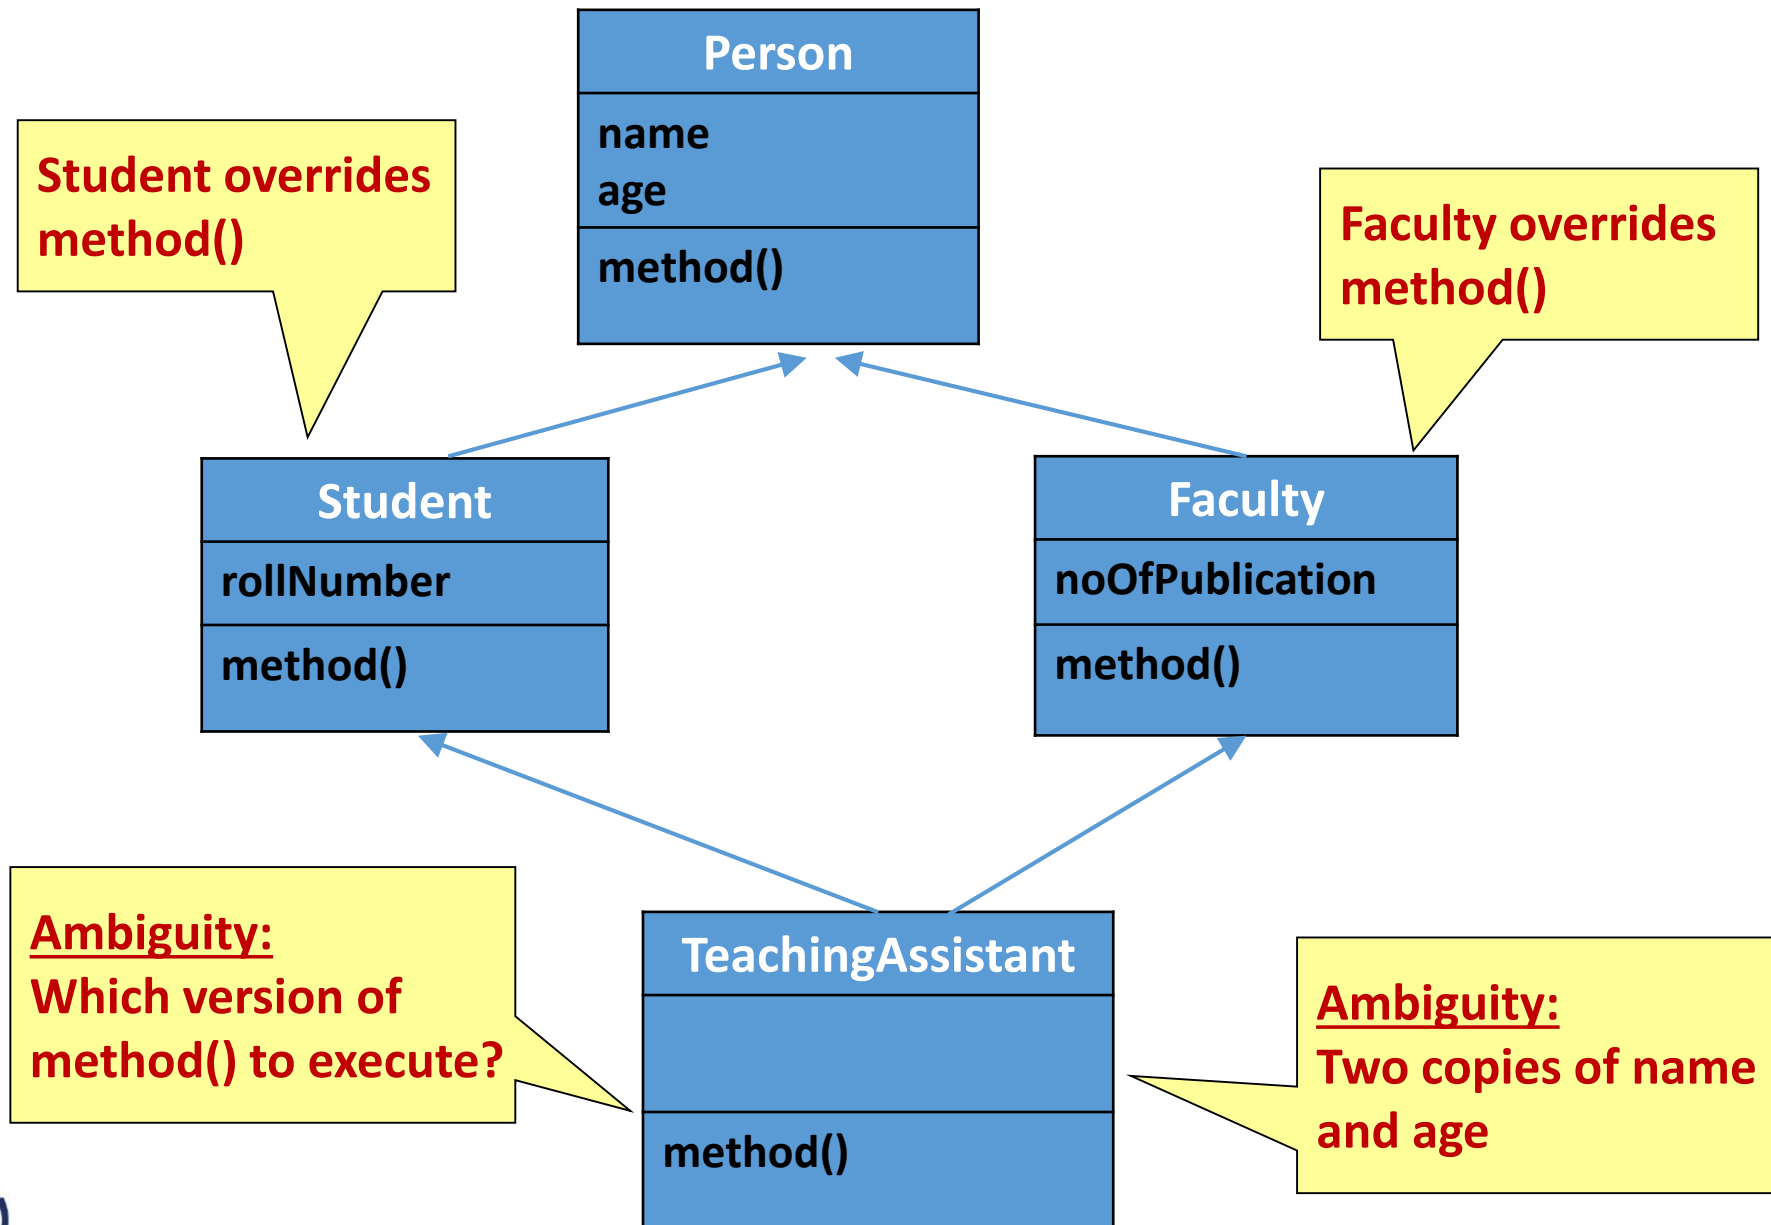 Person
name
age
method()
Student overrides
method()
Faculty overrides
method()
Student
rollNumber
method()
Faculty
noOfPublication
method()
Ambiguity:
Which version of
method() to execute?
TeachingAssistant
method()
Ambiguity:
Two copies of name
and age